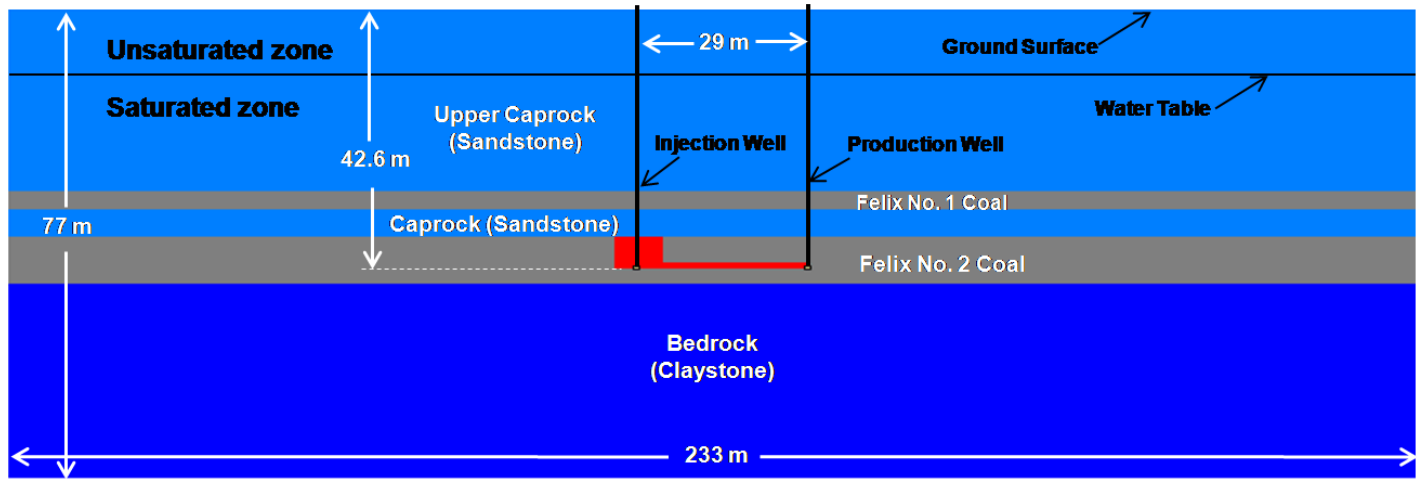 Unsaturated zone
29 m
Ground Surface
Saturated zone
Water Table
Upper Caprock
(Sandstone)
Injection Well
Production Well
42.6 m
Felix No. 1 Coal
77 m
Caprock (Sandstone)
Felix No. 2 Coal
Bedrock
(Claystone)
233 m